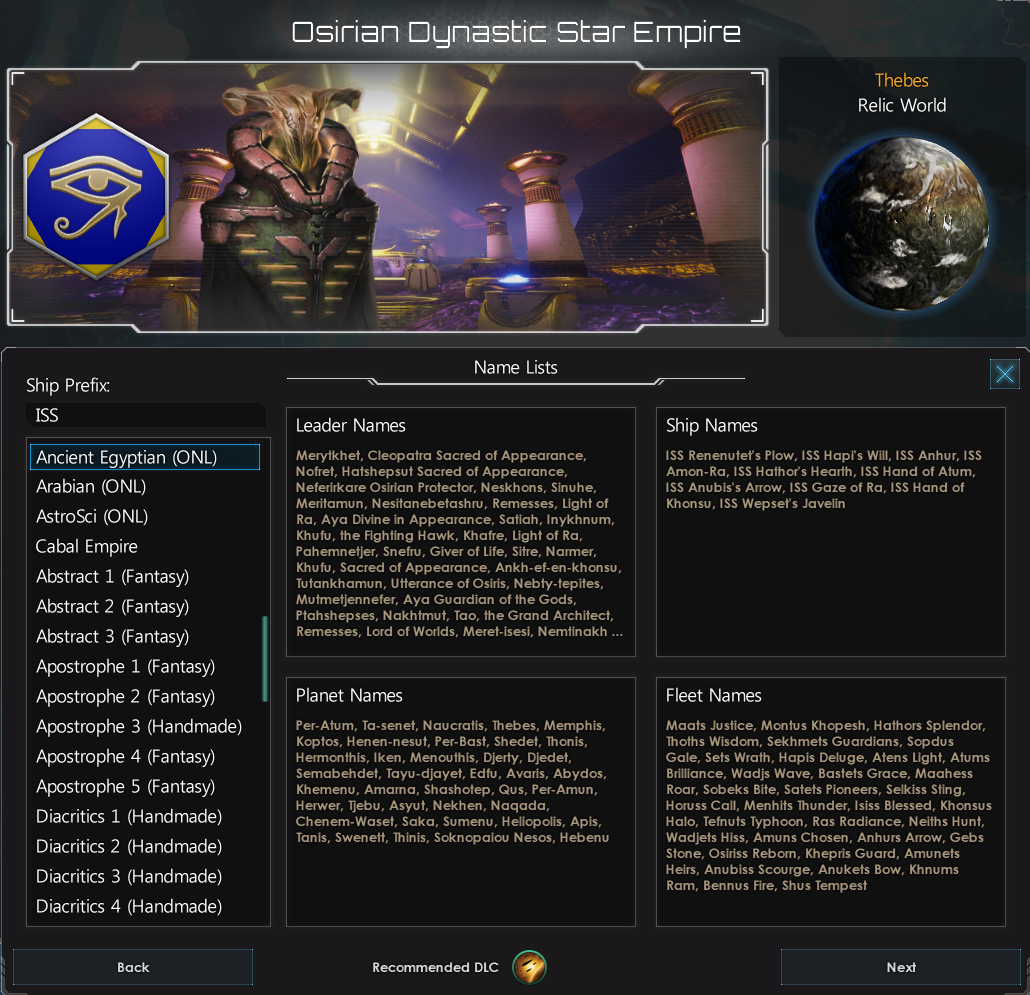 Osirian Dynastic Star Empire
Thebes
Relic World
Name Lists
Ship Prefix:
ISS
Ancient Egyptian (ONL)
Arabian (ONL)
AstroSci (ONL)
Cabal Empire
Abstract 1 (Fantasy)
Abstract 2 (Fantasy)
Abstract 3 (Fantasy)
Apostrophe 1 (Fantasy)
Apostrophe 2 (Fantasy)
Apostrophe 3 (Handmade)
Apostrophe 4 (Fantasy)
Apostrophe 5 (Fantasy)
Diacritics 1 (Handmade)
Diacritics 2 (Handmade)
Diacritics 3 (Handmade)
Diacritics 4 (Handmade)
Leader Names
Merytkhet, Cleopatra Sacred of Appearance,
Nofret, Hatshepsut Sacred of Appearance,
Neferirkare Osirian Protector, Neskhons, Sinuhe,
Meritamun, Nesitanebetashru, Remesses, Light of
Ra, Aya Divine in Appearance, Satiah, Inykhnum,
Khufu, the Fighting Hawk, Khafre, Light of Ra,
Pahemnetjer, Snefru, Giver of Life, Sitre, Narmer,
Khufu, Sacred of Appearance, Ankh-ef-en-khonsu,
Tutankhamun, Utterance of Osiris, Nebty-tepites,
Mutmetjennefer, Aya Guardian of the Gods,
Ptahshepses, Nakhtmut, Tao, the Grand Architect,
Remesses, Lord of Worlds, Meret-isesi, Nemtinakh ...
Ship Names
ISS Renenutet's Plow, ISS Hapi's Will, ISS Anhur, ISS
Amon-Ra, ISS Hathor's Hearth, ISS Hand of Atum,
ISS Anubis's Arrow, ISS Gaze of Ra, ISS Hand of
Khonsu, ISS Wepset's Javelin
Planet Names
Per-Atum, Ta-senet, Naucratis, Thebes, Memphis,
Koptos, Henen-nesut, Per-Bast, Shedet, Thonis,
Hermonthis, Iken, Menouthis, Djerty, Djedet,
Semabehdet, Tayu-djayet, Edfu, Avaris, Abydos,
Khemenu, Amarna, Shashotep, Qus, Per-Amun,
Herwer, Tjebu, Asyut, Nekhen, Naqada,
Chenem-Waset, Saka, Sumenu, Heliopolis, Apis,
Tanis, Swenett, Thinis, Soknopaiou Nesos, Hebenu
Fleet Names
Maats Justice, Montus Khopesh, Hathors Splendor,
Thoths Wisdom, Sekhmets Guardians, Sopdus
Gale, Sets Wrath, Hapis Deluge, Atens Light, Atums
Brilliance, Wadjs Wave, Bastets Grace, Maahess
Roar, Sobeks Bite, Satets Pioneers, Selkiss Sting,
Horuss Call, Menhits Thunder, Isiss Blessed, Khonsus
Halo, Tefnuts Typhoon, Ras Radiance, Neiths Hunt,
Wadjets Hiss, Amuns Chosen, Anhurs Arrow, Gebs
Stone, Osiriss Reborn, Khepris Guard, Amunets
Heirs, Anubiss Scourge, Anukets Bow, Khnums
Ram, Bennus Fire, Shus Tempest
Back
Recommended DLC
Next